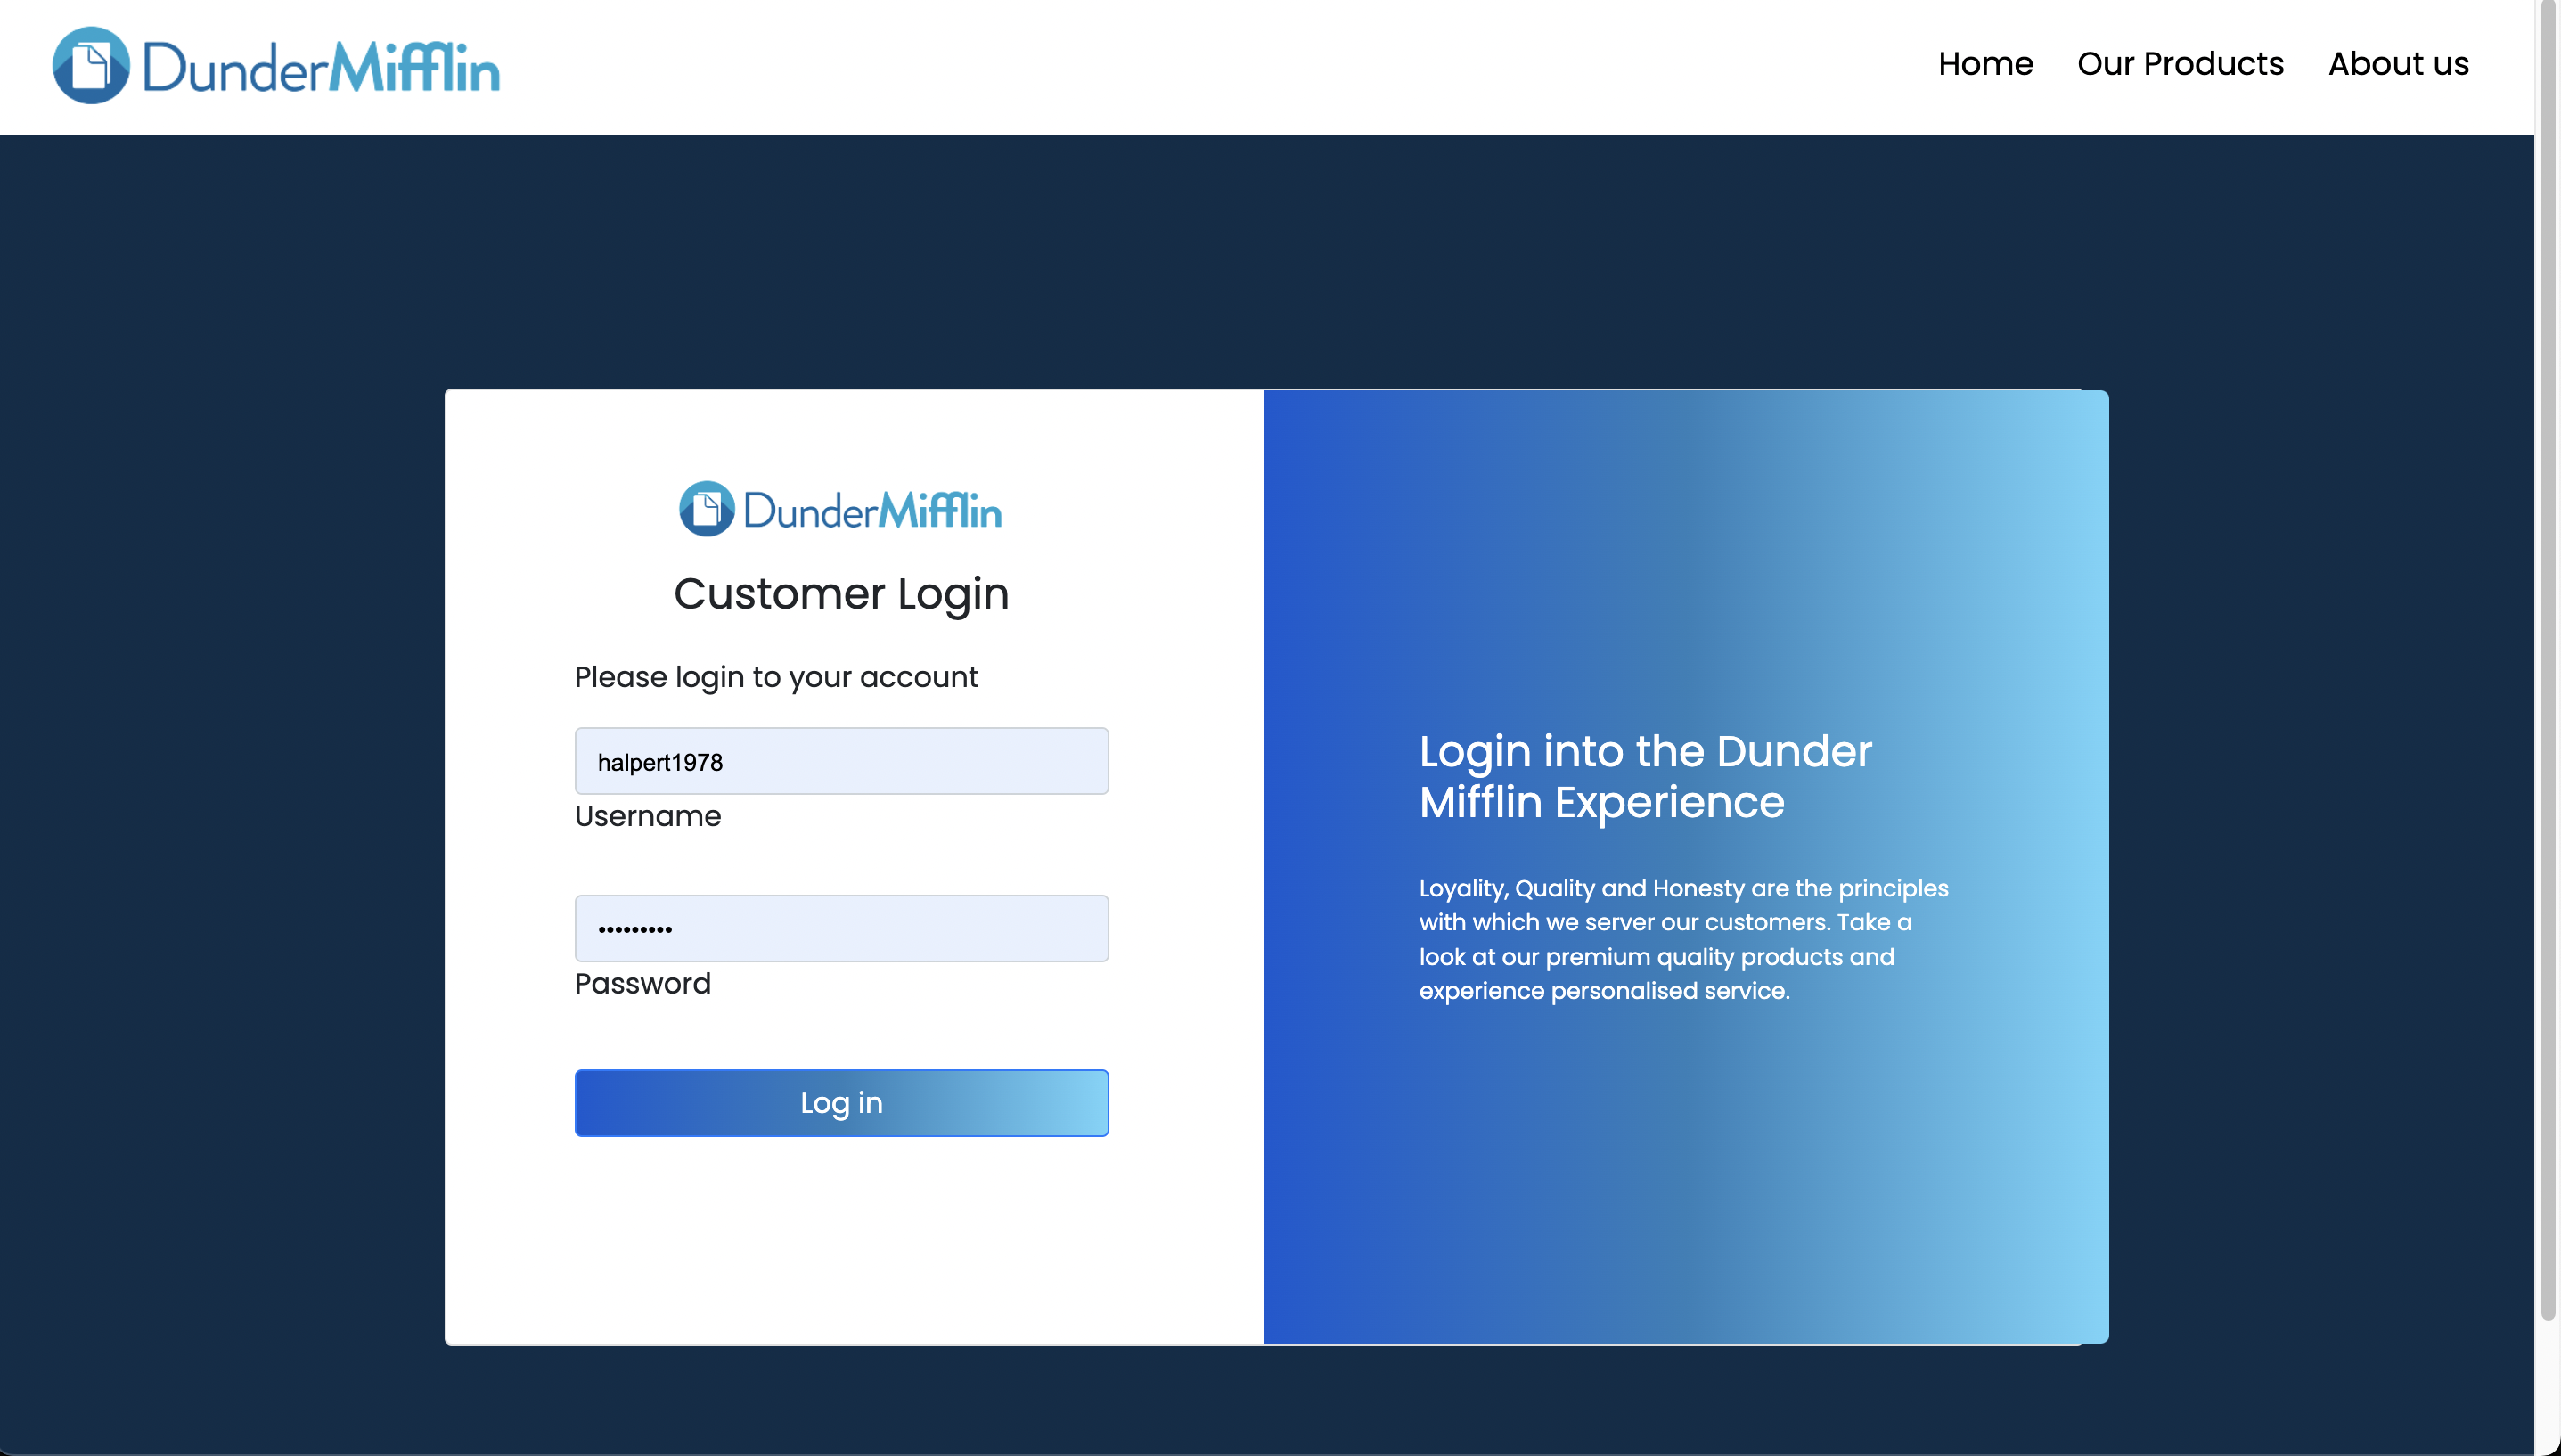 DunderMifflin
Home Our Products About us
DunderMifflin
Customer Login
Please login to your account
halpert1978
Username
•••••••••
Password
Log in
Login into the Dunder
Mifflin Experience
Loyality, Quality and Honesty are the principles
with which we server our customers. Take a
look at our premium quality products and
experience personalised service.